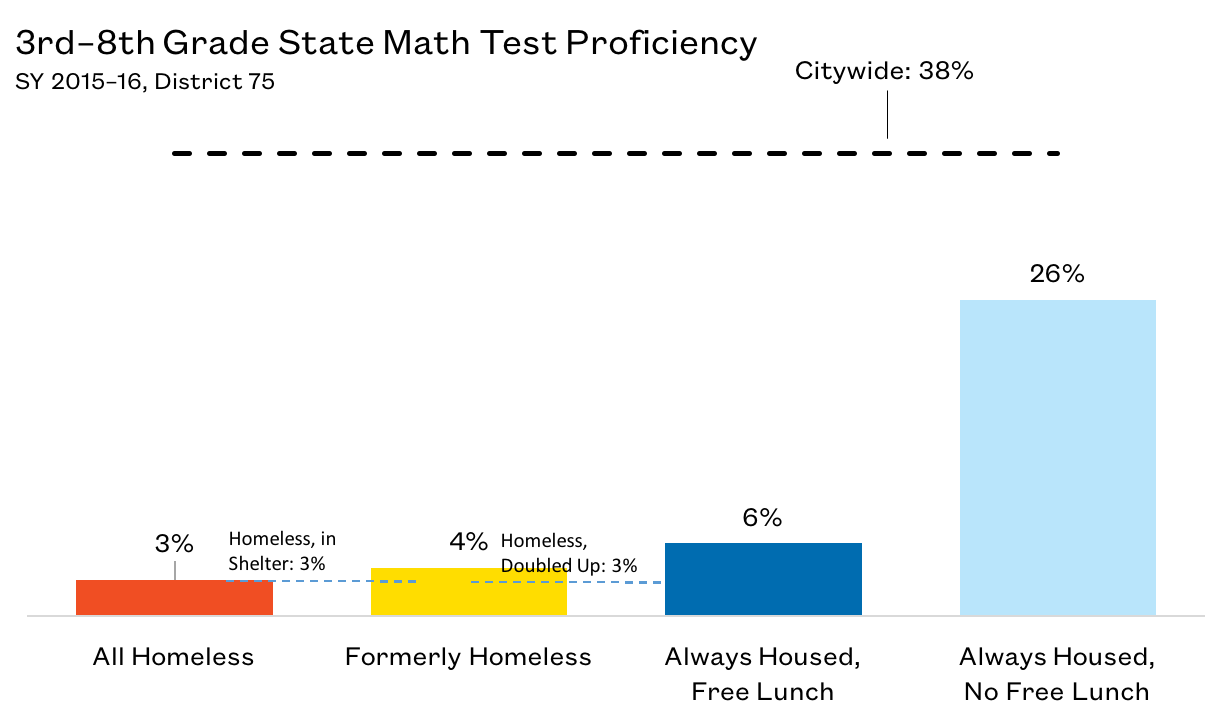 3rd–8th Grade State Math Test Proficiency
SY 2015–16, District 75
Citywide: 38%
26%
6%
3%
Homeless, in
Shelter: 3%
4%
Homeless,
Doubled Up: 3%
All Homeless
Formerly Homeless
Always Housed,
Free Lunch
Always Housed,
No Free Lunch